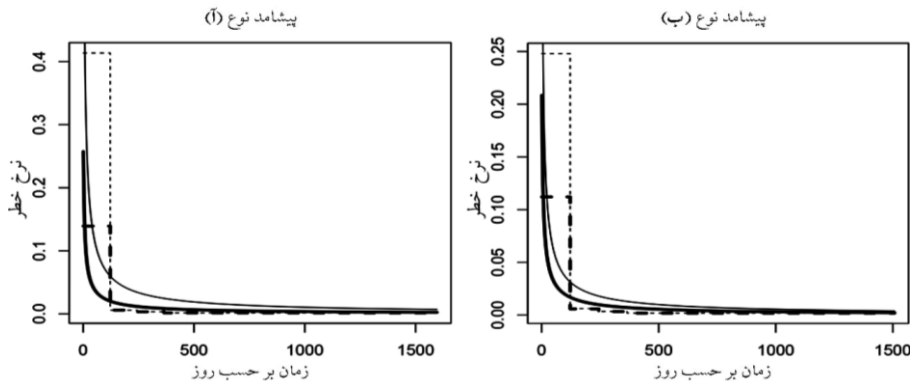 پیشامد نوع (آ)
نرخ خطر
0.4
0.3
0.2
0.1
0.0
0 500 1000 1500
زمان بر حسب روز
پیشامد نوع (ب)
نرخ خطر
0.25
0.20
0.15
0.10
0.05
0.00
0 500 1000 1500
زمان بر حسب روز